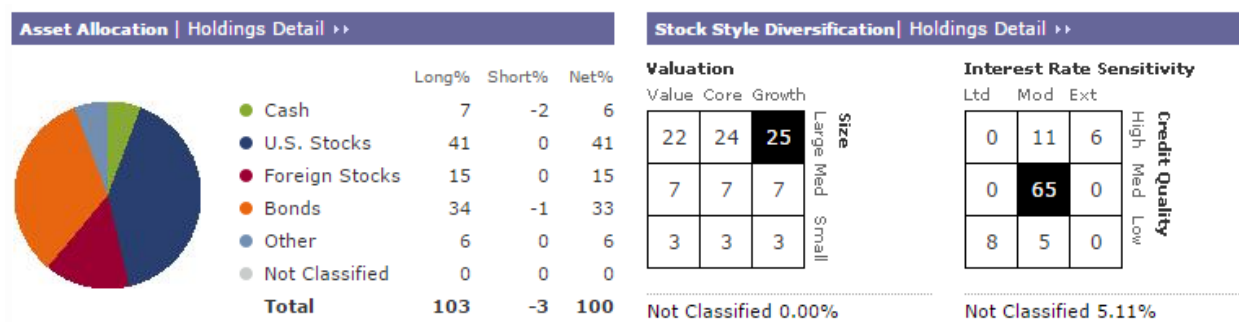 Asset Allocation | Holdings Detail ››
Long% Short% Net%
Cash 7 -2 6
U.S. Stocks 41 0 41
Foreign Stocks 15 0 15
Bonds 34 -1 33
Other 6 0 6
Not Classified 0 0 0
Total 103 -3 100
Stock Style Diversification| Holdings Detail ››
Valuation
Value Core Growth
22 24 25
7 7 7
3 3 3
Large Med Small
Size
Not Classified 0.00%
Interest Rate Sensitivity
Ltd Mod Ext
0 11 6
0 65 0
8 5 0
High Med Low
Credit Quality
Not Classified 5.11%